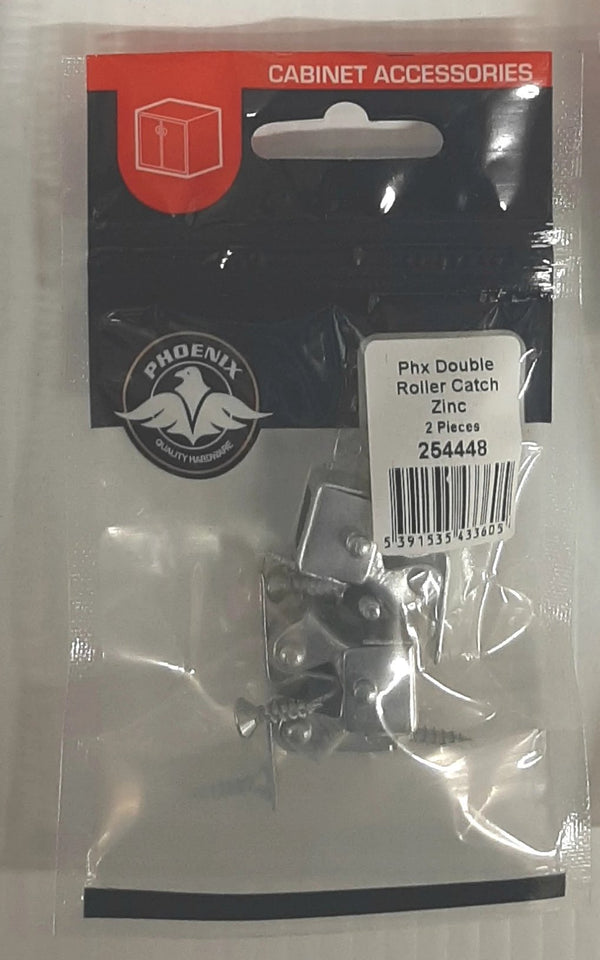 CABINET ACCESSORIES
PHOENIX
QUALITY HARDWARE
Phx Double
Roller Catch
Zinc
2 Pieces
254448
5 391535 433605